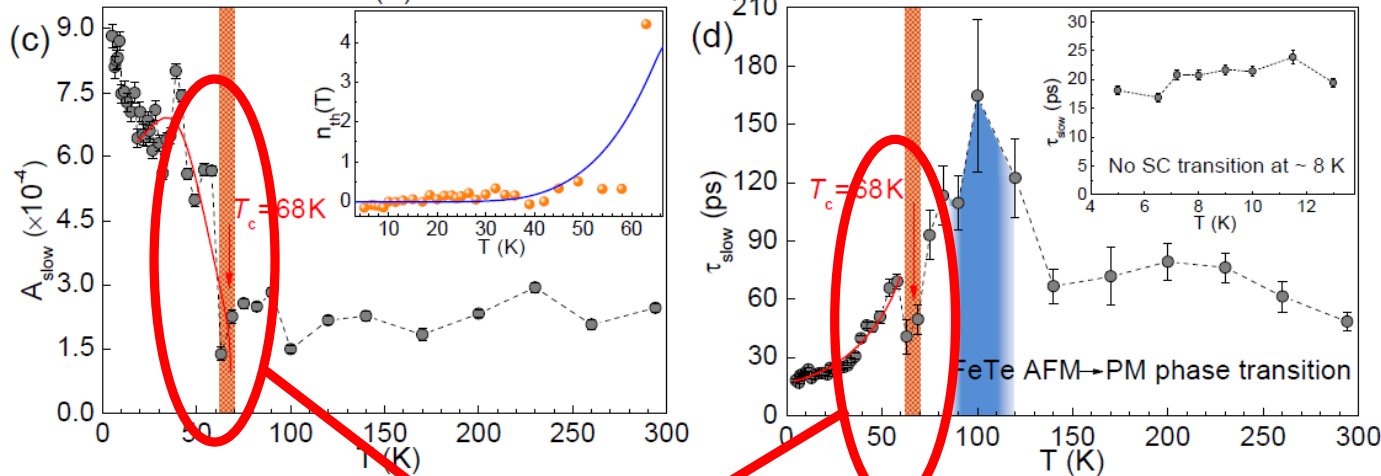 (c)
9.0
7.5
6.0
4.5
3.0
1.5
0.0
A_slow (×10⁻⁴)
0 50 100 150 200 250 300
T (K)
T_c=68K
4
3
2
1
0
n_th(T)
10 20 30 40 50 60
T (K)
(d)
210
180
150
120
90
60
30
0
τ_slow (ps)
0 50 100 150 200 250 300
T (K)
T_c=68K
FeTe AFM→PM phase transition
30
25
20
15
10
5
0
τ_slow (ps)
No SC transition at ~ 8 K
4 6 8 10 12
T (K)